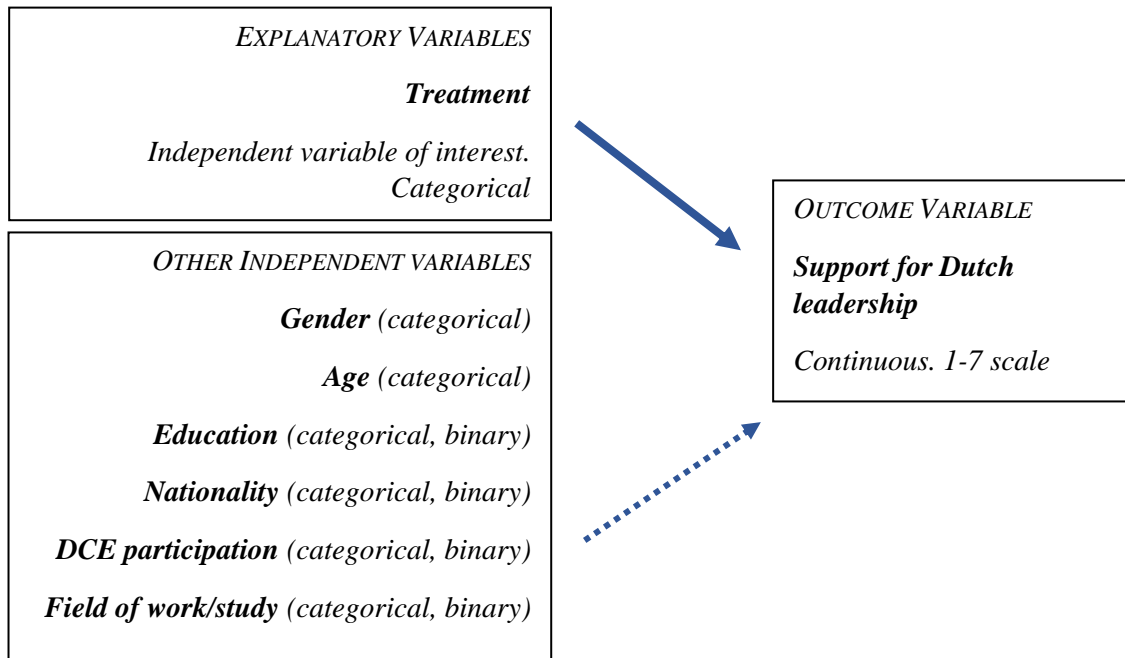 EXPLANATORY VARIABLES
Treatment
Independent variable of interest.
Categorical
OTHER INDEPENDENT VARIABLES
Gender (categorical)
Age (categorical)
Education (categorical, binary)
Nationality (categorical, binary)
DCE participation (categorical, binary)
Field of work/study (categorical, binary)
OUTCOME VARIABLE
Support for Dutch
leadership
Continuous. 1-7 scale